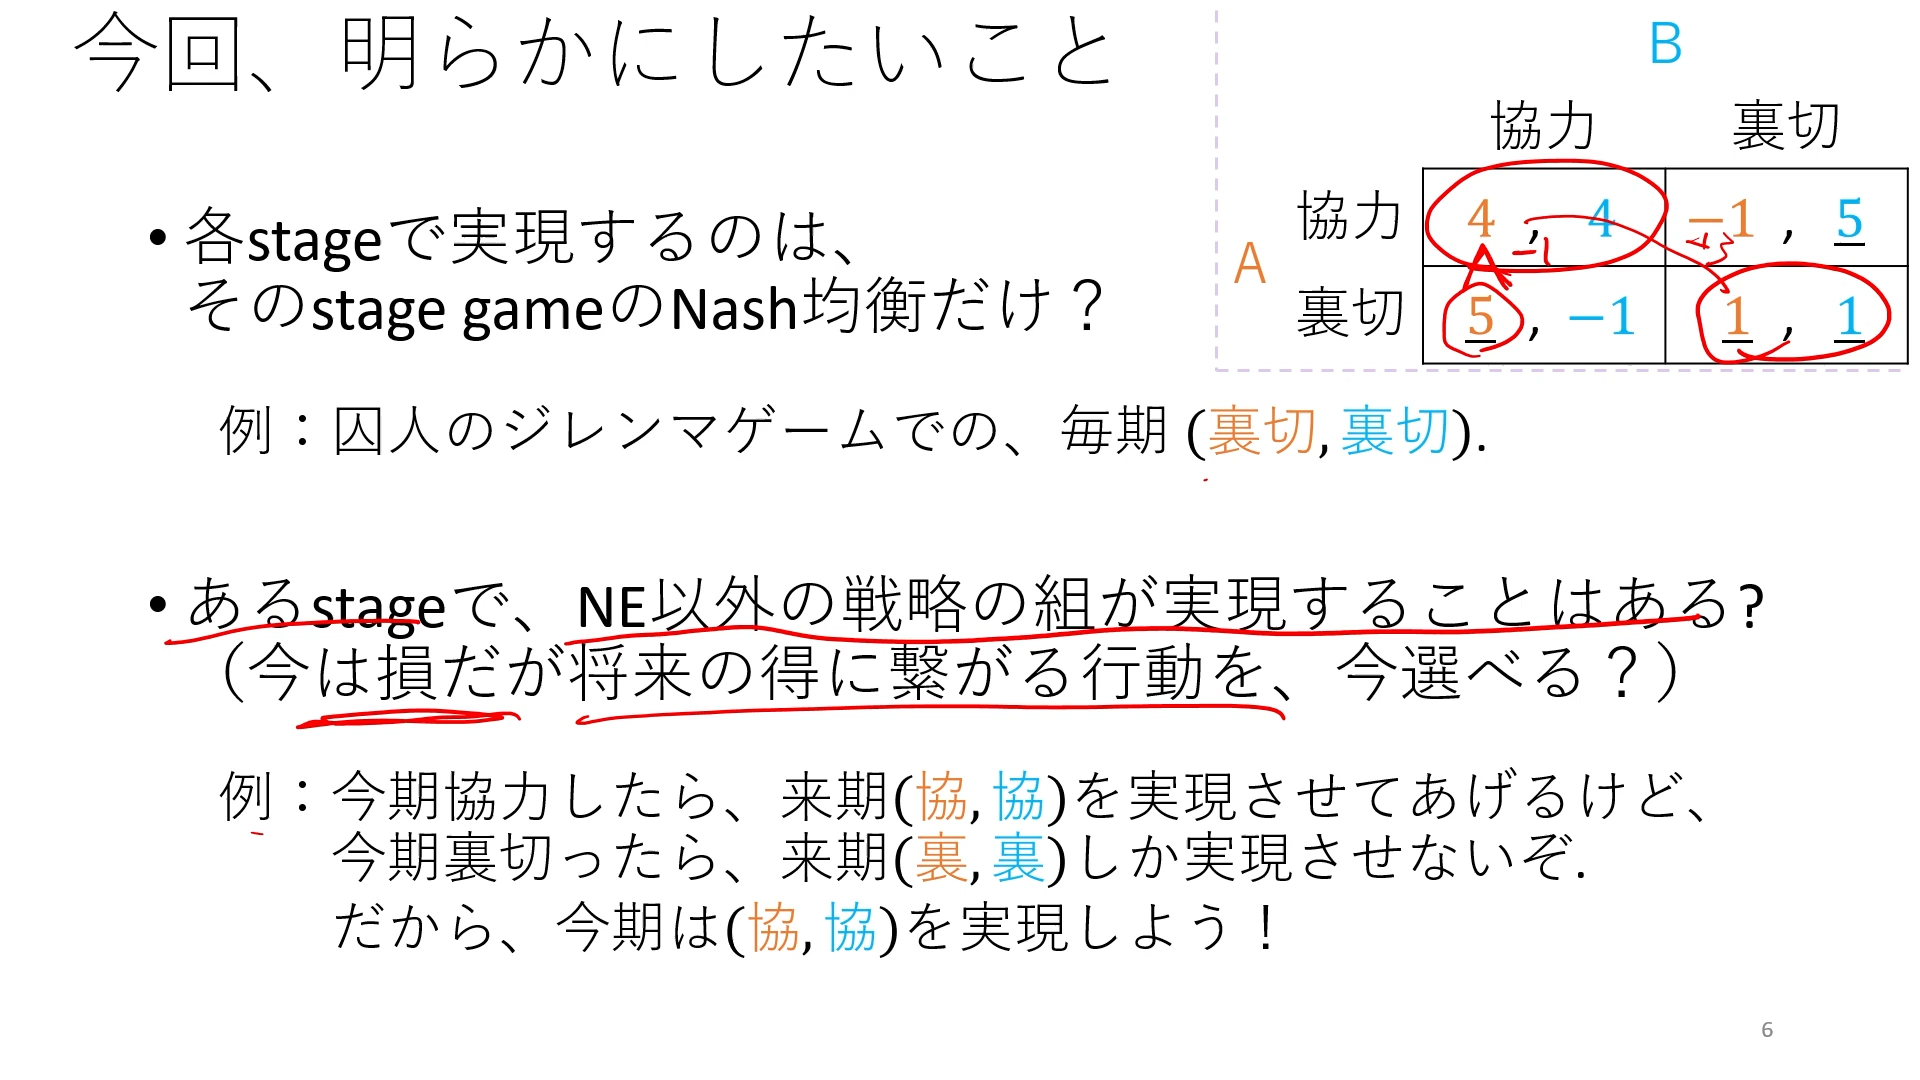 今回、明らかにしたいこと
B
協力 裏切
A
協力 4 , 4 −1 , 5
−1 −3
裏切 5 , −1 1 , 1
• 各stageで実現するのは、
そのstage gameのNash均衡だけ？
例：囚人のジレンマゲームでの、毎期 (裏切, 裏切).
• あるstageで、NE以外の戦略の組が実現することはある?
（今は損だが将来の得に繋がる行動を、今選べる？）
例：今期協力したら、来期(協, 協)を実現させてあげるけど、
今期裏切ったら、来期(裏, 裏)しか実現させないぞ.
だから、今期は(協, 協)を実現しよう！
6